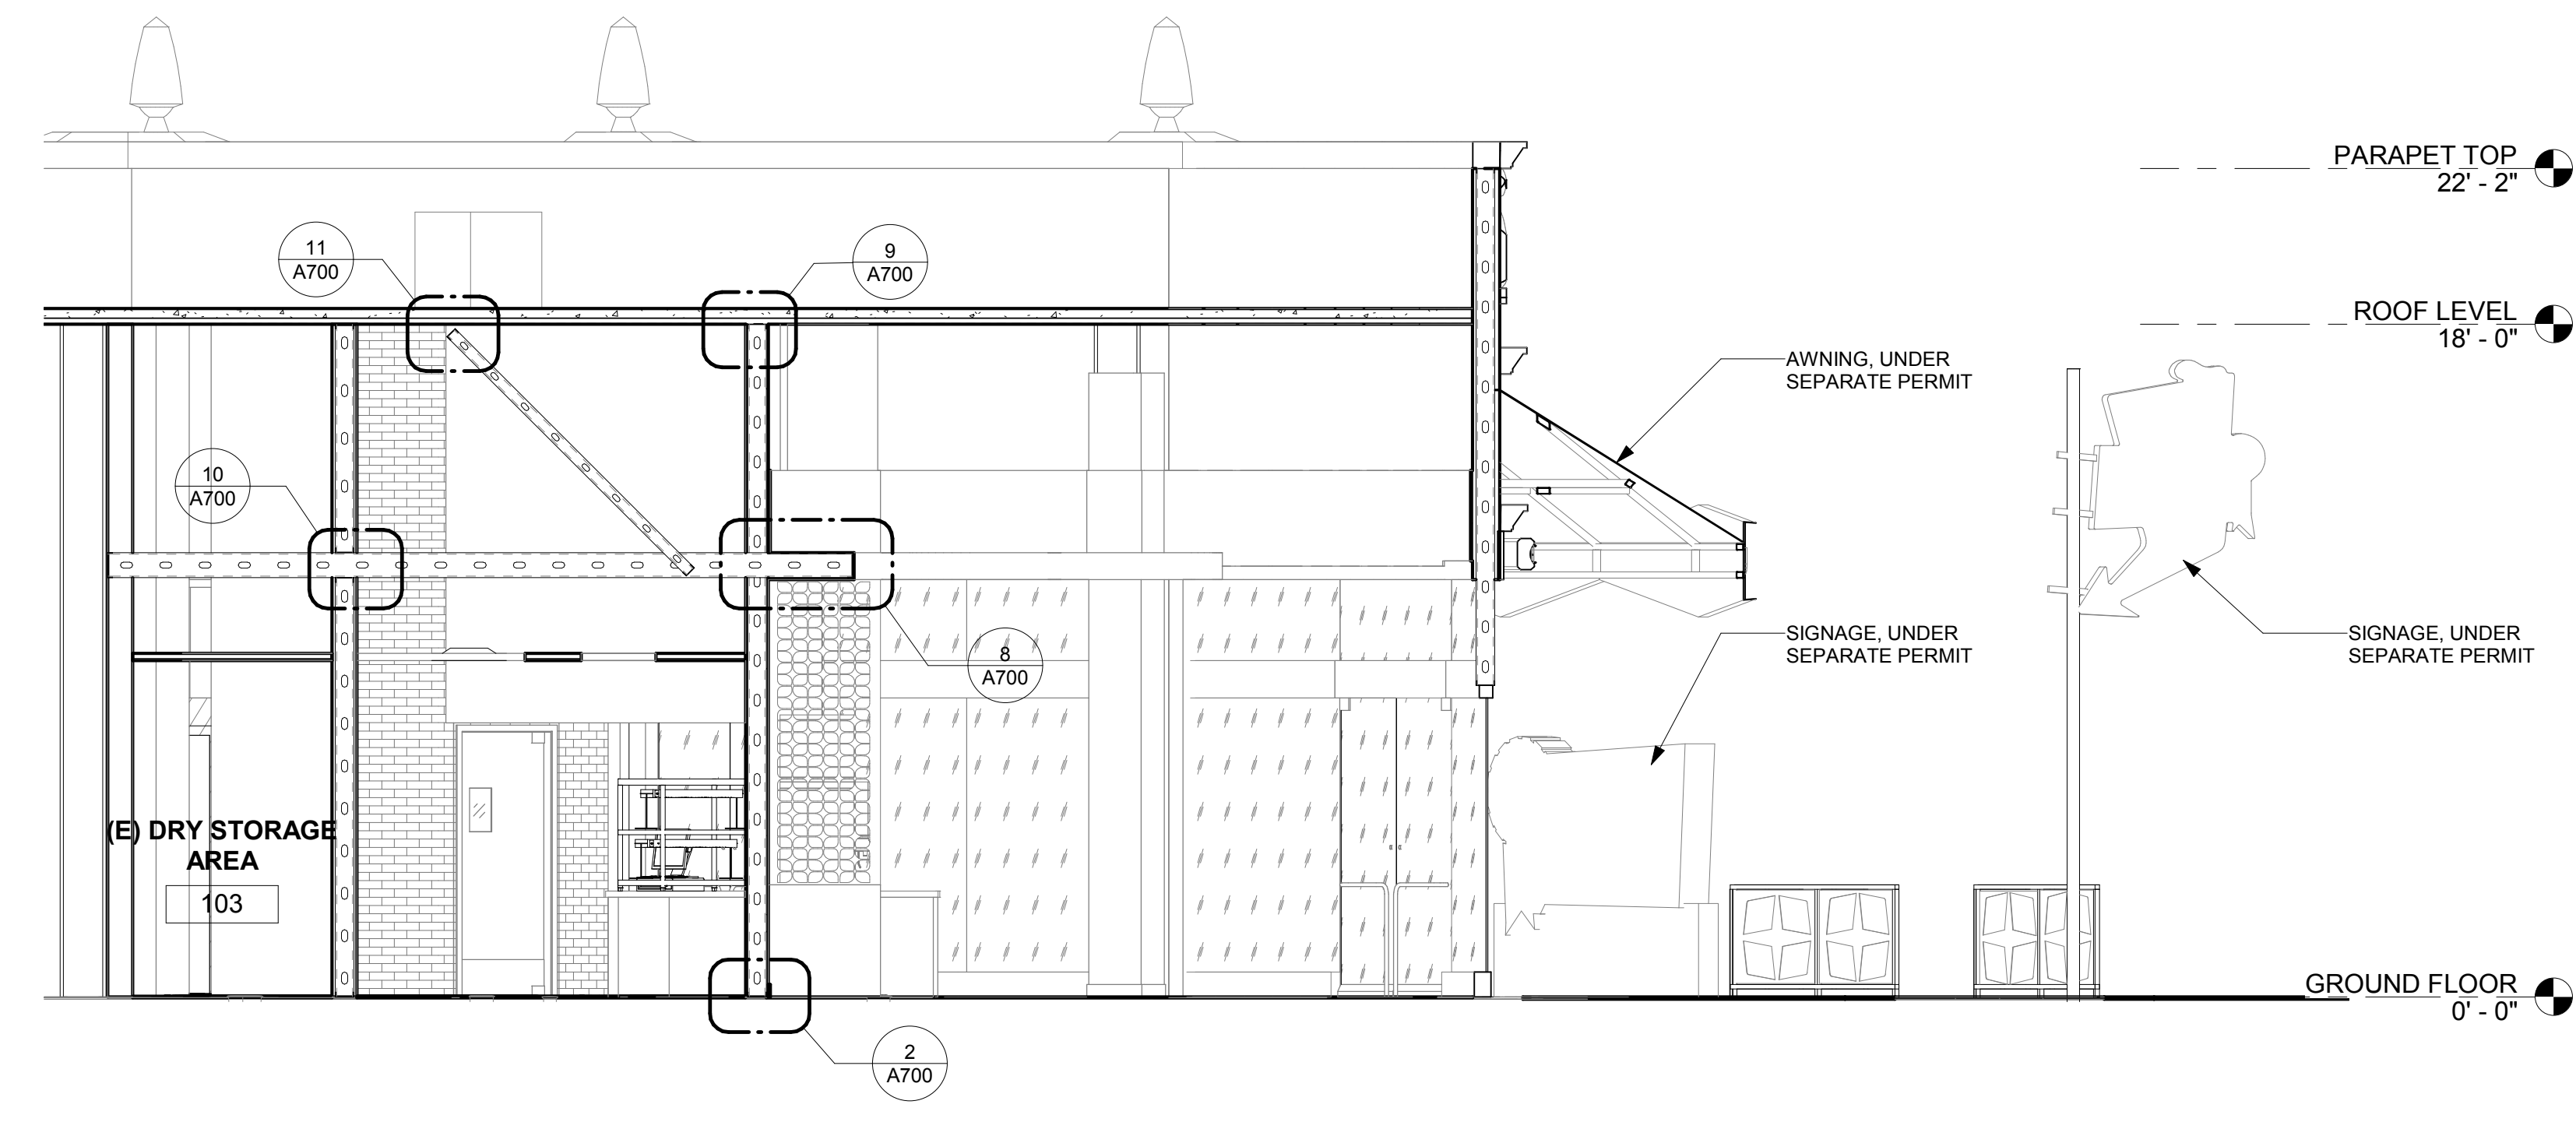 PARAPET TOP
22' - 2"
11
A700
9
A700
ROOF LEVEL
18' - 0"
AWNING, UNDER
SEPARATE PERMIT
10
A700
8
A700
SIGNAGE, UNDER
SEPARATE PERMIT
SIGNAGE, UNDER
SEPARATE PERMIT
(E) DRY STORAGE
AREA
103
GROUND FLOOR
0' - 0"
2
A700